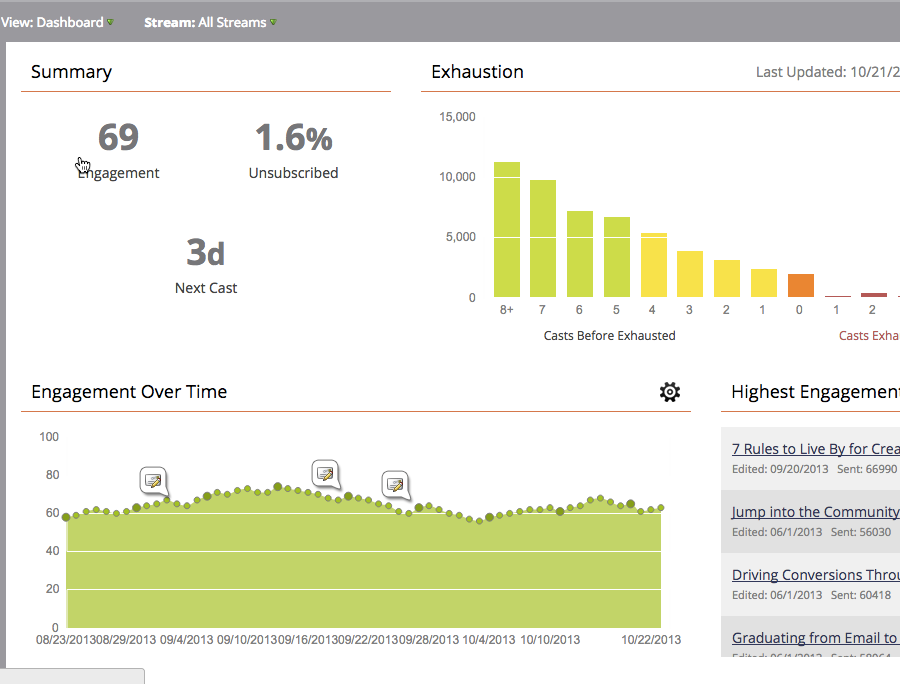 View: Dashboard Stream: All Streams
Summary
69
Engagement
1.6%
Unsubscribed
3d
Next Cast
Exhaustion
Last Updated: 10/21/2
15,000
10,000
5,000
0
8+ 7 6 5 4 3 2 1 0 1 2
Casts Before Exhausted
Casts Exha
Engagement Over Time
100
80
60
40
20
0
08/23/2013 08/29/2013 09/4/2013 09/10/2013 09/16/2013 09/22/2013 09/28/2013 10/4/2013 10/10/2013 10/22/2013
Highest Engagement
7 Rules to Live By for Crea
Edited: 09/20/2013 Sent: 66990
Jump into the Community
Edited: 06/1/2013 Sent: 56030
Driving Conversions Throu
Edited: 06/1/2013 Sent: 60418
Graduating from Email to
Edited: 06/1/2013 Sent: